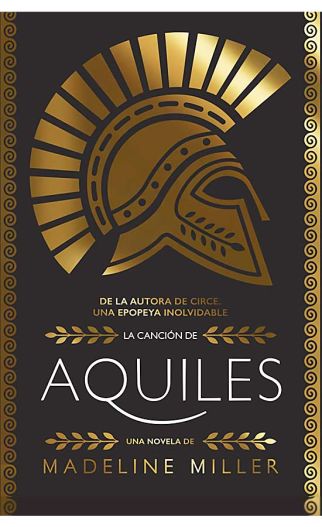 DE LA AUTORA DE CIRCE,
UNA EPOPEYA INOLVIDABLE
LA CANCIÓN DE
AQUILES
UNA NOVELA DE
MADELINE MILLER